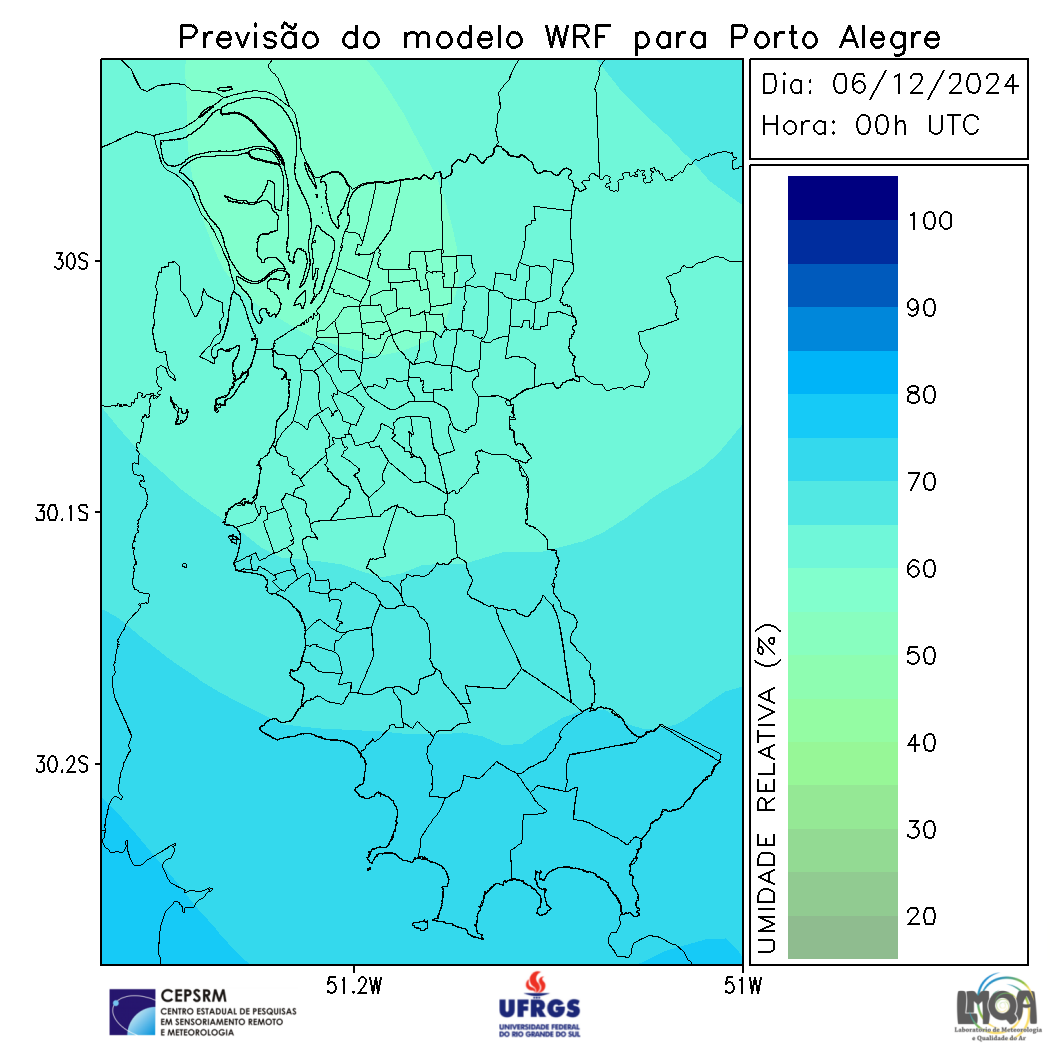 Previsão do modelo WRF para Porto Alegre
Dia: 06/12/2024
Hora: 00h UTC
30S
30.1S
30.2S
51.2W
51W
UMIDADE RELATIVA (%)
100
90
80
70
60
50
40
30
20
CEPSRM
CENTRO ESTADUAL DE PESQUISAS
EM SENSORIAMENTO REMOTO
E METEOROLOGIA
UFRGS
UNIVERSIDADE FEDERAL
DO RIO GRANDE DO SUL
LMQA
Laboratório de Meteorologia
e Qualidade do Ar